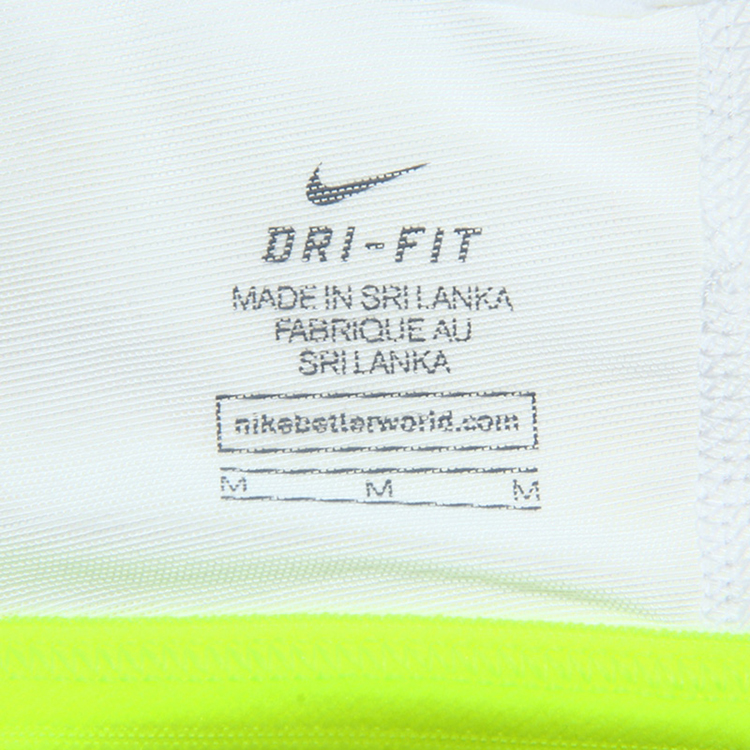 DRI-FIT
MADE IN SRI LANKA
FABRIQUE AU
SRI LANKA
nikebetterworld.com
M M M